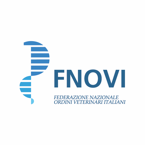 FNOVI
FEDERAZIONE NAZIONALE
ORDINI VETERINARI ITALIANI